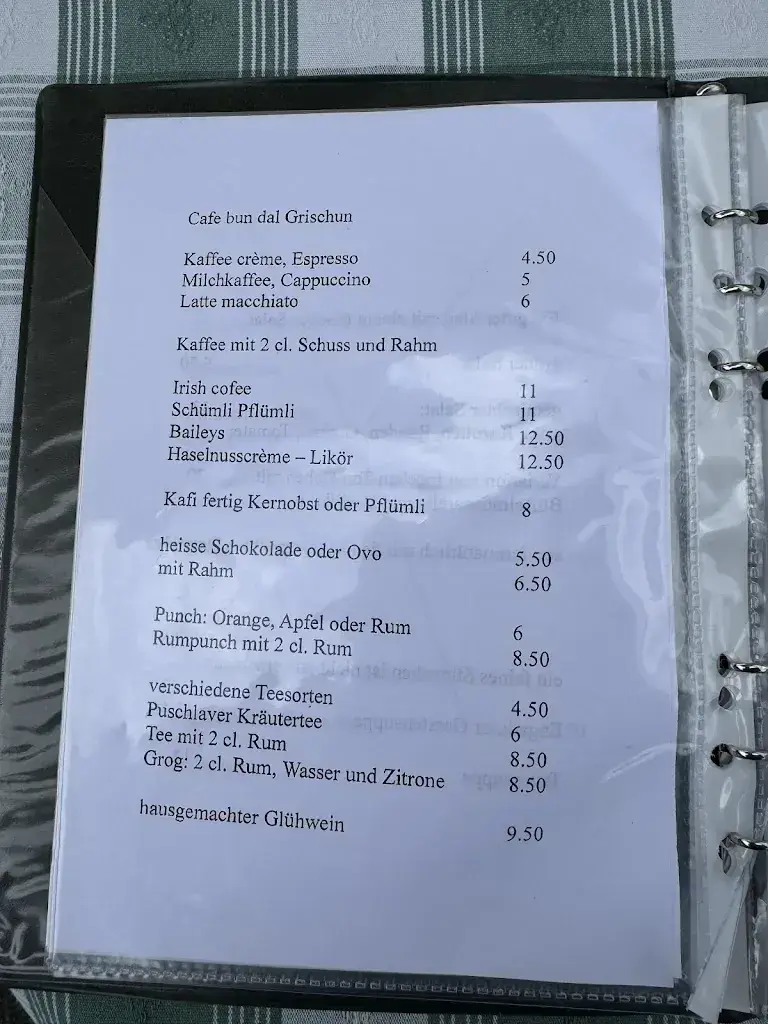 Cafe bun dal Grischun
Kaffee crème, Espresso 4.50
Milchkaffee, Cappuccino 5
Latte macchiato 6
Kaffee mit 2 cl. Schuss und Rahm
Irish cofee 11
Schümli Pflümli 11
Baileys 12.50
Haselnusscrème – Likör 12.50
Kafi fertig Kernobst oder Pflümli 8
heisse Schokolade oder Ovo 5.50
mit Rahm 6.50
Punch: Orange, Apfel oder Rum 6
Rumpunch mit 2 cl. Rum 8.50
verschiedene Teesorten 4.50
Puschlaver Kräutertee 6
Tee mit 2 cl. Rum 8.50
Grog: 2 cl. Rum, Wasser und Zitrone 8.50
hausgemachter Glühwein 9.50